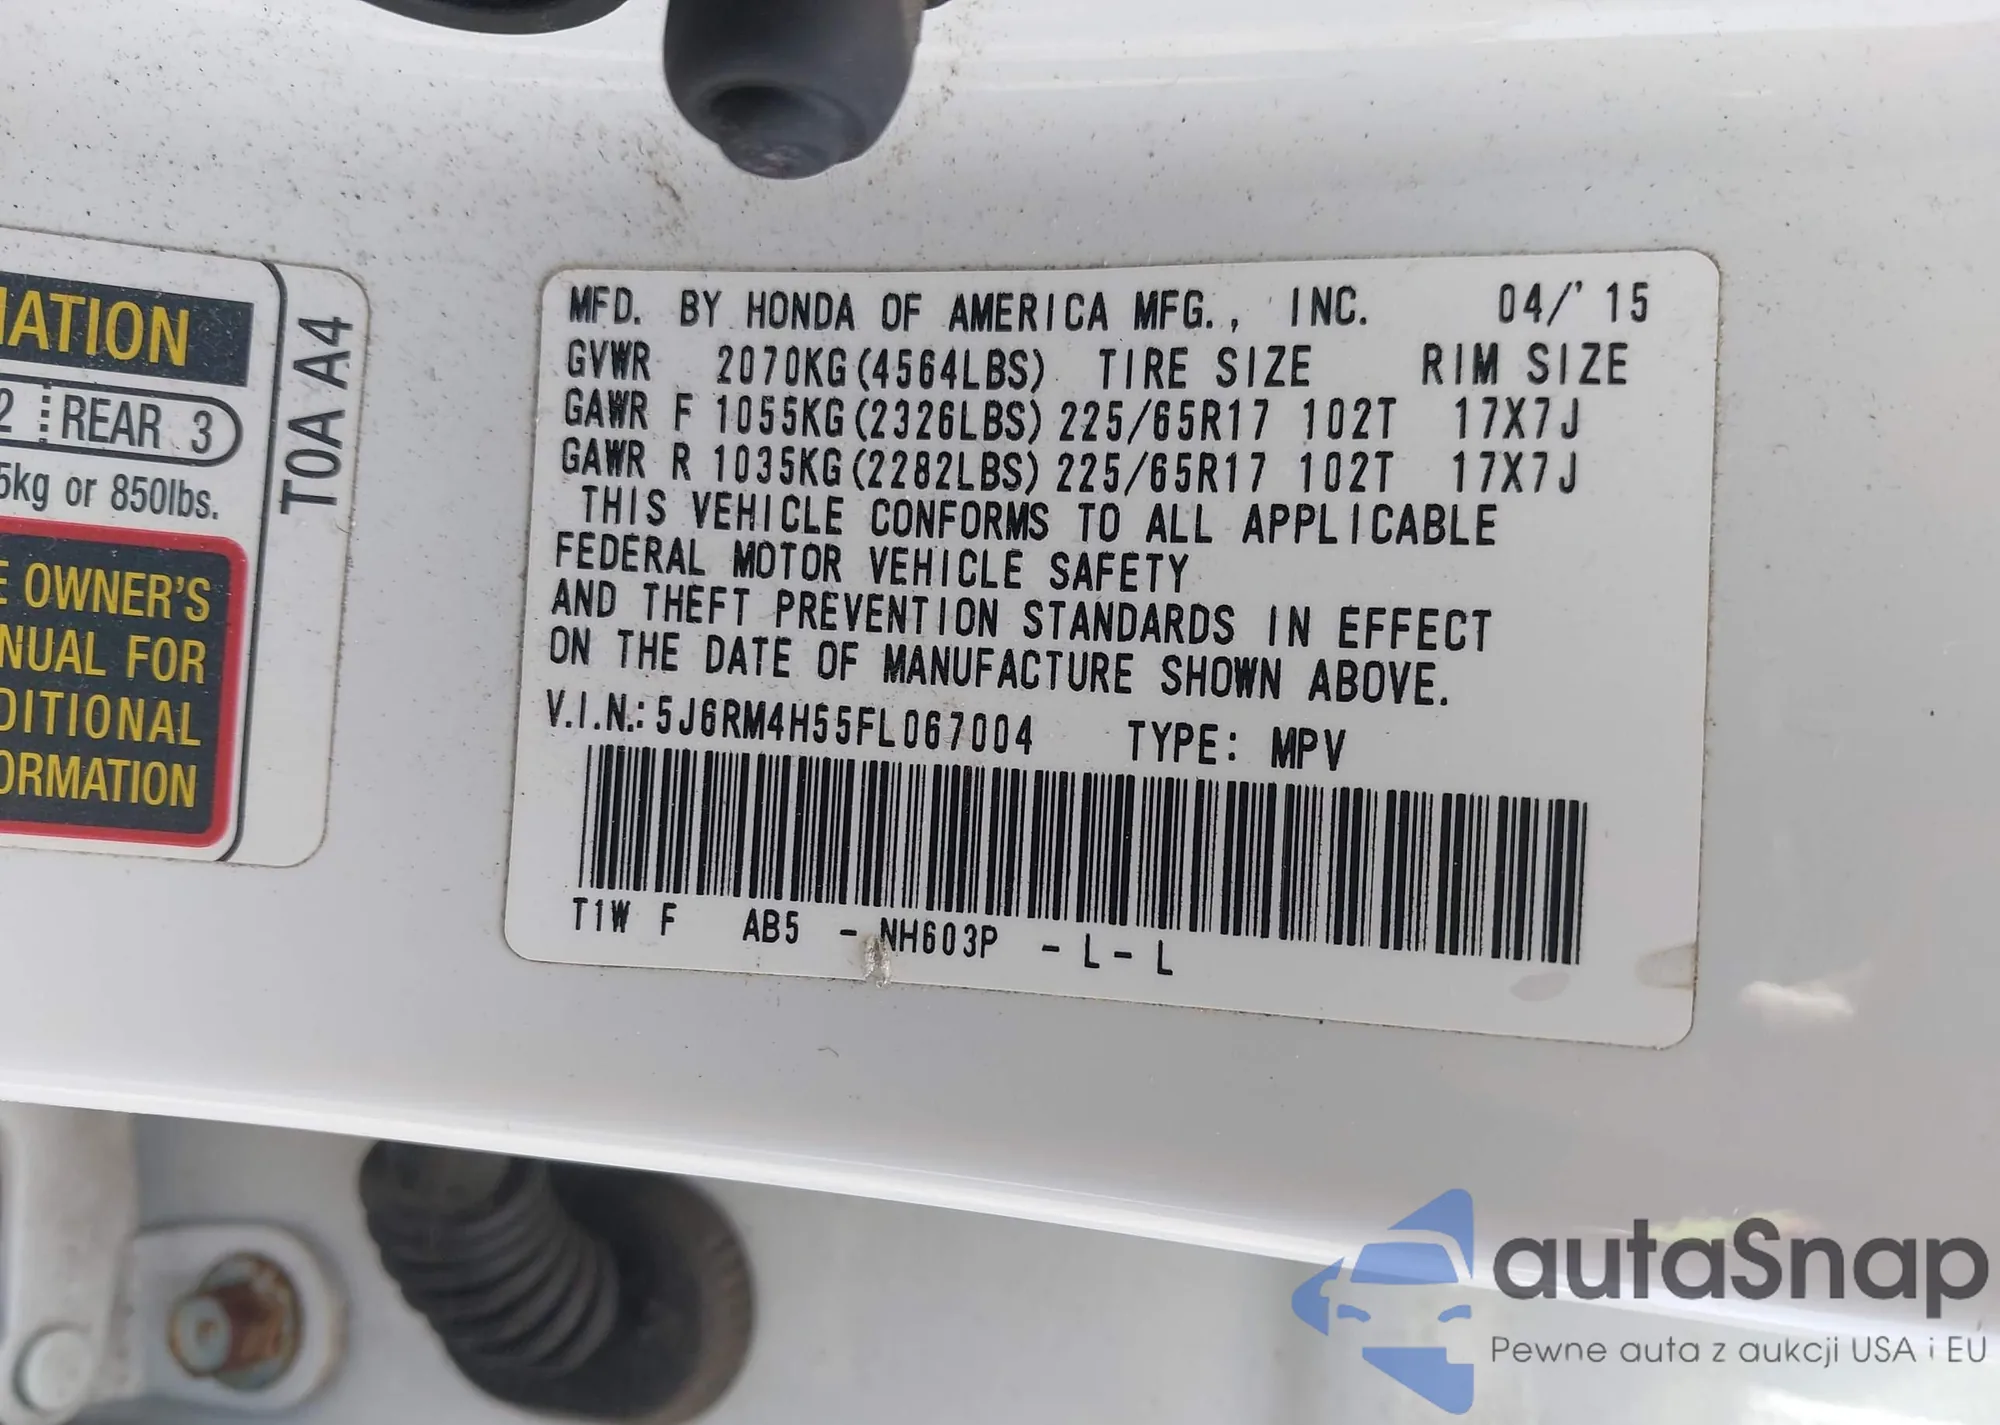 MATION
2 REAR 3
5kg or 850lbs.
E OWNER'S
NUAL FOR
DITIONAL
ORMATION
T0A A4
MFD. BY HONDA OF AMERICA MFG., INC. 04/'15
GVWR 2070KG(4564LBS) TIRE SIZE RIM SIZE
GAWR F 1055KG(2326LBS) 225/65R17 102T 17X7J
GAWR R 1035KG(2282LBS) 225/65R17 102T 17X7J
THIS VEHICLE CONFORMS TO ALL APPLICABLE
FEDERAL MOTOR VEHICLE SAFETY
AND THEFT PREVENTION STANDARDS IN EFFECT
ON THE DATE OF MANUFACTURE SHOWN ABOVE.
V.I.N.: 5J6RM4H55FL067004 TYPE: MPV
T1W F AB5 - NH603P - L - L
autaSnap
Pewne auta z aukcji USA i EU